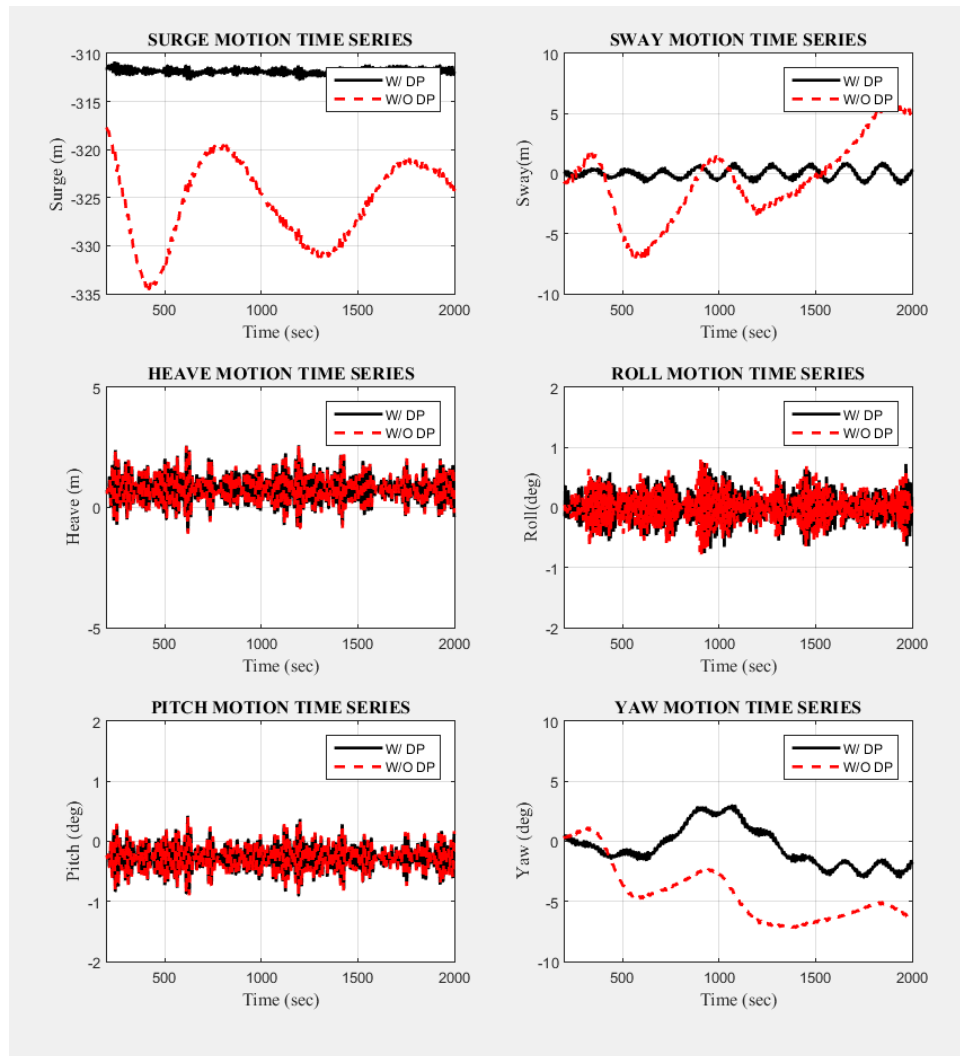 SURGE MOTION TIME SERIES
-310
-315
-320
-325
-330
-335
Surge (m)
W/ DP
W/O DP
500
1000
1500
2000
Time (sec)
SWAY MOTION TIME SERIES
10
5
0
-5
-10
Sway(m)
W/ DP
W/O DP
500
1000
1500
2000
Time (sec)
HEAVE MOTION TIME SERIES
5
0
-5
Heave (m)
W/ DP
W/O DP
500
1000
1500
2000
Time (sec)
ROLL MOTION TIME SERIES
2
1
0
-1
-2
Roll(deg)
W/ DP
W/O DP
500
1000
1500
2000
Time (sec)
PITCH MOTION TIME SERIES
2
1
0
-1
-2
Pitch (deg)
W/ DP
W/O DP
500
1000
1500
2000
Time (sec)
YAW MOTION TIME SERIES
10
5
0
-5
-10
Yaw (deg)
W/ DP
W/O DP
500
1000
1500
2000
Time (sec)